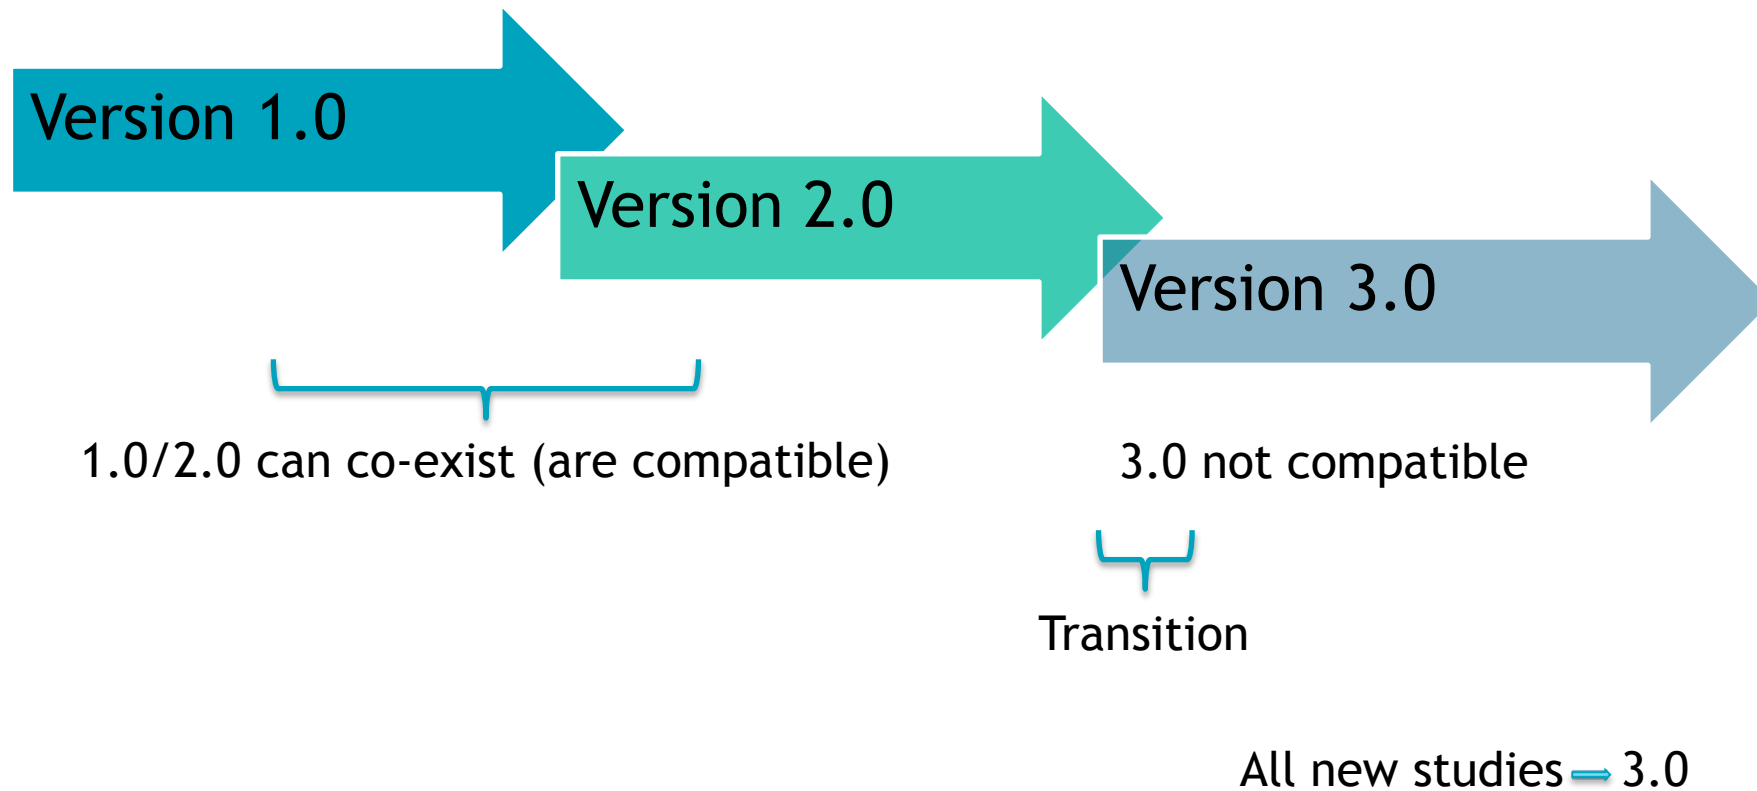 Version 1.0
Version 2.0
Version 3.0
1.0/2.0 can co-exist (are compatible)
3.0 not compatible
Transition
All new studies 3.0